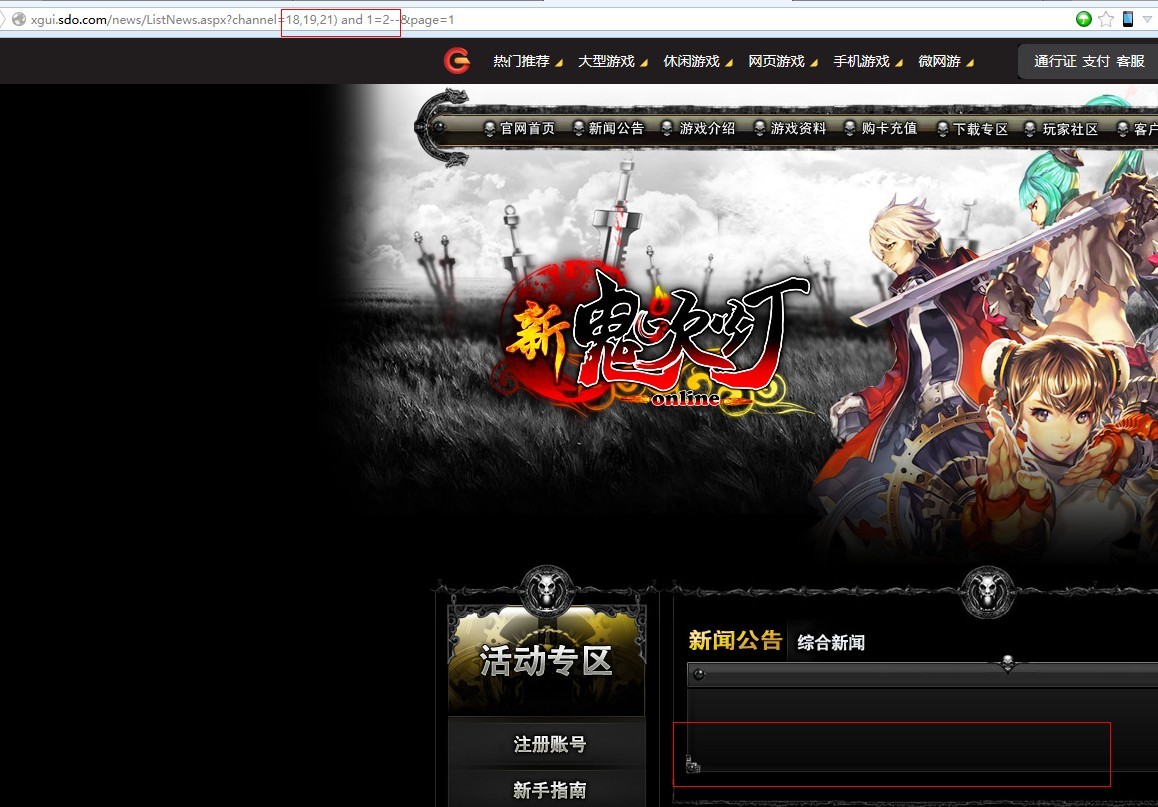 xgui.sdo.com/news/ListNews.aspx?channel=18,19,21) and 1=2--&page=1
热门推荐 大型游戏 休闲游戏 网页游戏 手机游戏 微网游 通行证 支付 客服
官网首页 新闻公告 游戏介绍 游戏资料 购卡充值 下载专区 玩家社区 客户
新鬼吹灯
online
新闻公告 综合新闻
活动专区
注册账号
新手指南